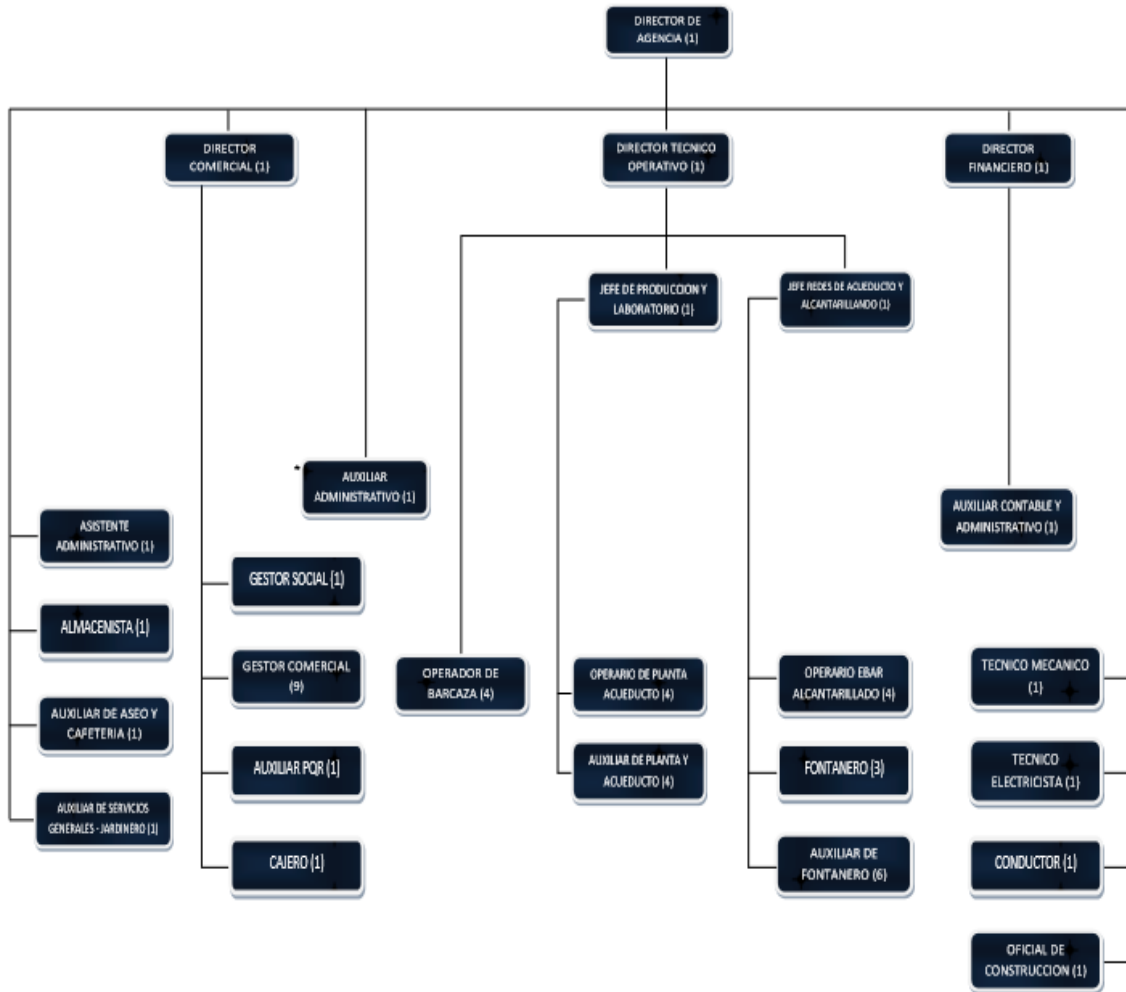 DIRECTOR DE
AGENCIA (1)
DIRECTOR
COMERCIAL (1)
DIRECTOR TECNICO
OPERATIVO (1)
DIRECTOR
FINANCIERO (1)
JEFE DE PRODUCCION Y
LABORATORIO (1)
JEFE REDES DE ACUEDUCTO Y
ALCANTARILLANDO (1)
*
AUXILIAR
ADMINISTRATIVO (1)
AUXILIAR CONTABLE Y
ADMINISTRATIVO (1)
ASISTENTE
ADMINISTRATIVO (1)
GESTOR SOCIAL (1)
ALMACENISTA (1)
GESTOR COMERCIAL
(9)
OPERADOR DE
BARCAZA (4)
OPERARIO DE PLANTA
ACUEDUCTO (4)
OPERARIO EBAR
ALCANTARILLADO (4)
TECNICO MECANICO
(1)
AUXILIAR DE ASEO Y
CAFETERIA (1)
AUXILIAR PQR (1]
AUXILIAR DE PLANTA Y
ACUEDUCTO (4)
FONTANERO (3)
TECNICO
ELECTRICISTA (1)
AUXILIAR DE SERVICIOS
GENERALES - JARDINERO (1)
CAJERO (1)
AUXILIAR DE
FONTANERO (6)
CONDUCTOR (1)
OFICIAL DE
CONSTRUCCION (1)